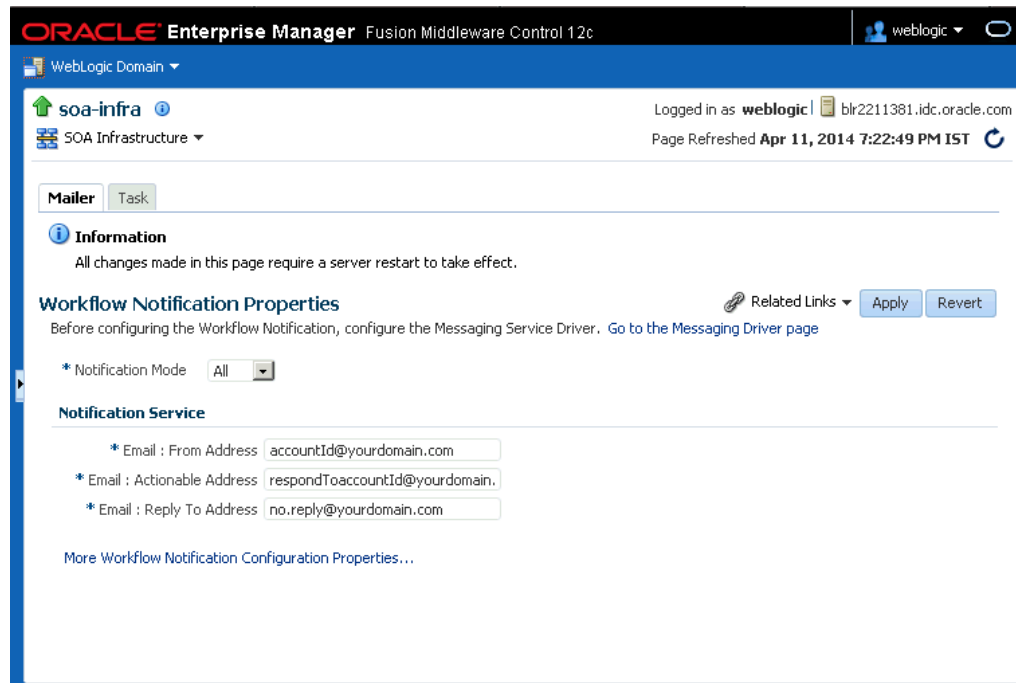 ORACLE Enterprise Manager Fusion Middleware Control 12c
weblogic
WebLogic Domain
soa-infra
Logged in as weblogic blr2211381.idc.oracle.com
SOA Infrastructure
Page Refreshed Apr 11, 2014 7:22:49 PM IST
Mailer Task
Information
All changes made in this page require a server restart to take effect.
Workflow Notification Properties
Related Links Apply Revert
Before configuring the Workflow Notification, configure the Messaging Service Driver. Go to the Messaging Driver page
* Notification Mode All
Notification Service
* Email : From Address accountId@yourdomain.com
* Email : Actionable Address respondToaccountId@yourdomain.
* Email : Reply To Address no.reply@yourdomain.com
More Workflow Notification Configuration Properties...